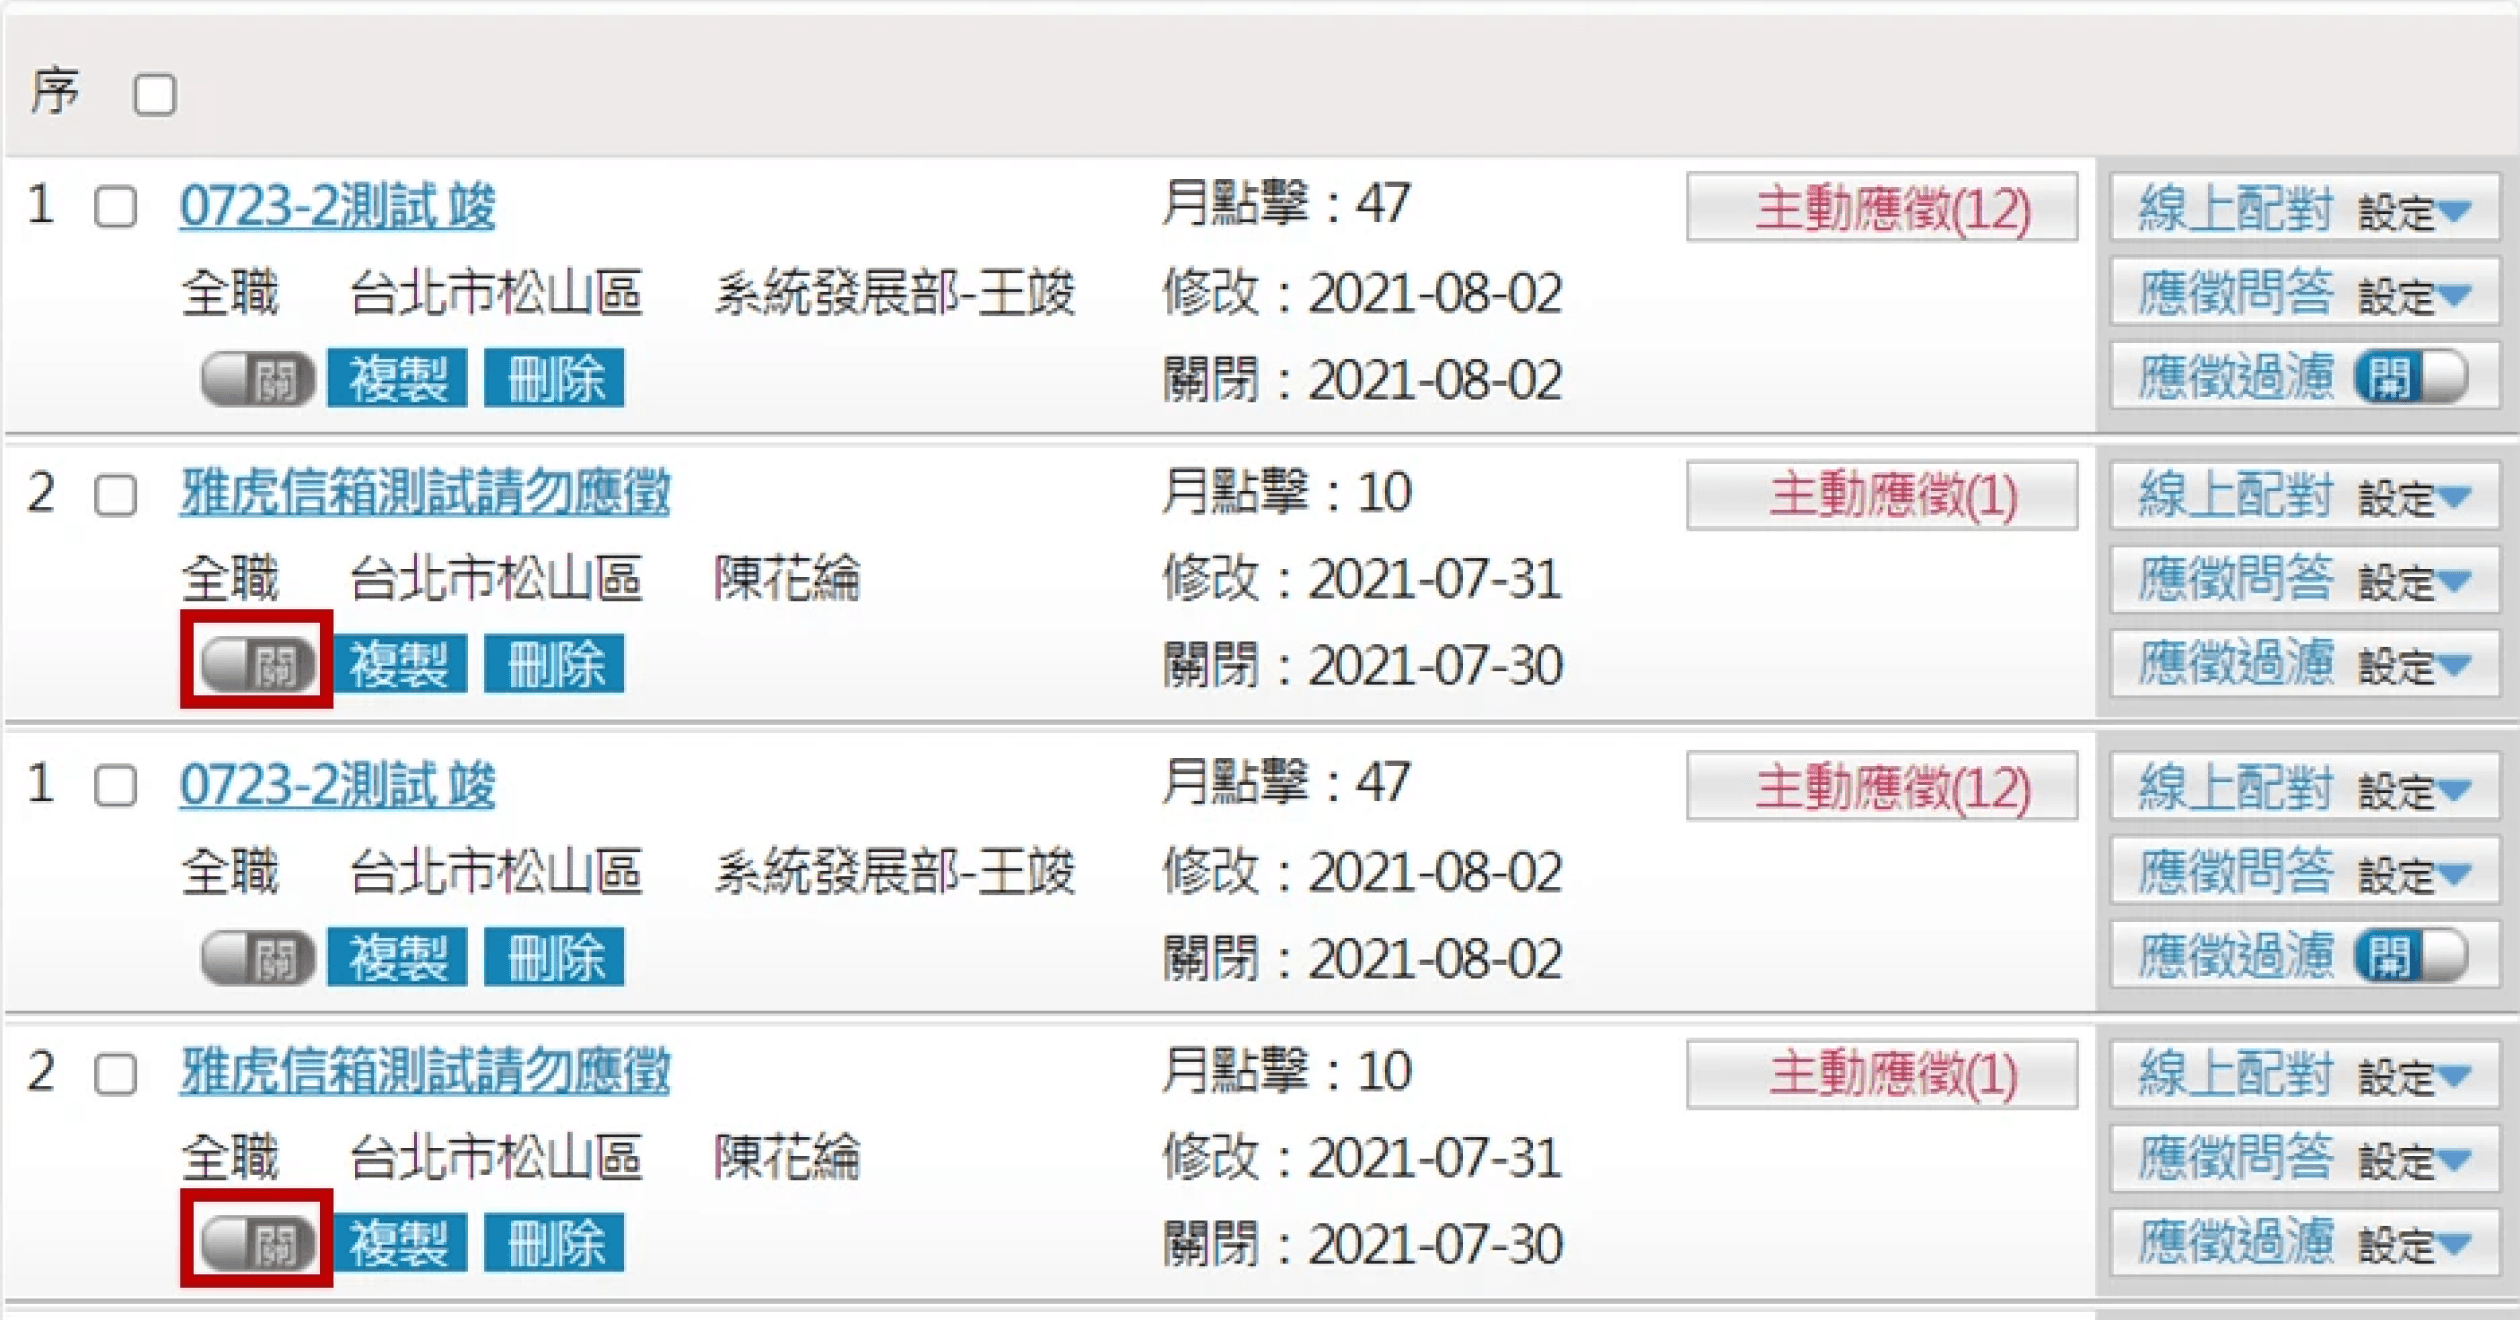 序
1 0723-2測試 竣 月點擊：47 主動應徵(12) 線上配對 設定
全職 台北市松山區 系統發展部-王竣 修改：2021-08-02 應徵問答 設定
關 複製 刪除 關閉：2021-08-02 應徵過濾 開
2 雅虎信箱測試請勿應徵 月點擊：10 主動應徵(1) 線上配對 設定
全職 台北市松山區 陳花綸 修改：2021-07-31 應徵問答 設定
關 複製 刪除 關閉：2021-07-30 應徵過濾 設定
1 0723-2測試 竣 月點擊：47 主動應徵(12) 線上配對 設定
全職 台北市松山區 系統發展部-王竣 修改：2021-08-02 應徵問答 設定
關 複製 刪除 關閉：2021-08-02 應徵過濾 開
2 雅虎信箱測試請勿應徵 月點擊：10 主動應徵(1) 線上配對 設定
全職 台北市松山區 陳花綸 修改：2021-07-31 應徵問答 設定
關 複製 刪除 關閉：2021-07-30 應徵過濾 設定